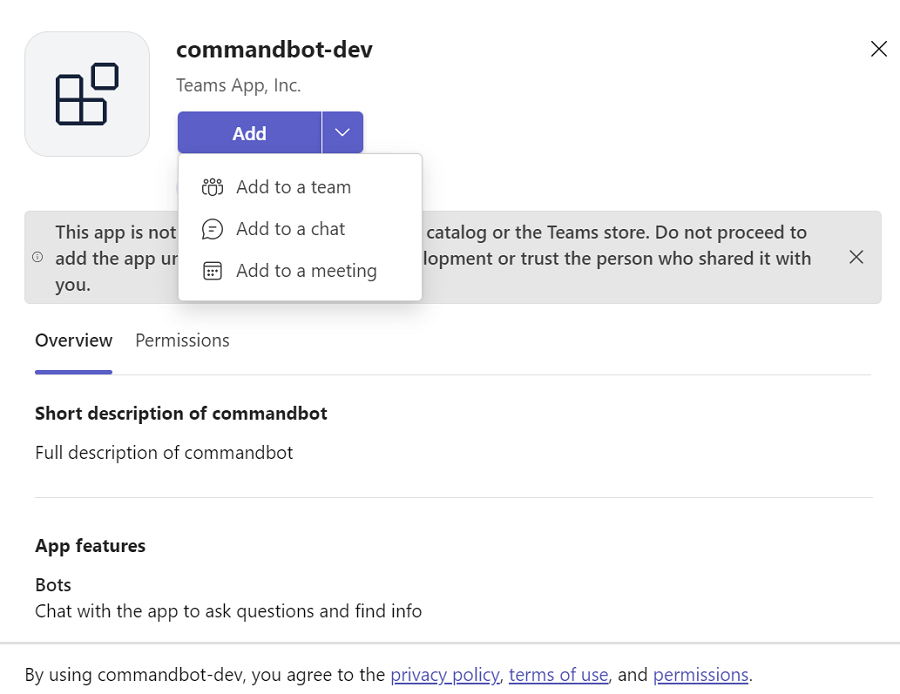 commandbot-dev
Teams App, Inc.
Add
Add to a team
Add to a chat
Add to a meeting
This app is not catalog or the Teams store. Do not proceed to
add the app lopment or trust the person who shared it with
you.
Overview Permissions
Short description of commandbot
Full description of commandbot
App features
Bots
Chat with the app to ask questions and find info
By using commandbot-dev, you agree to the privacy policy, terms of use, and permissions.